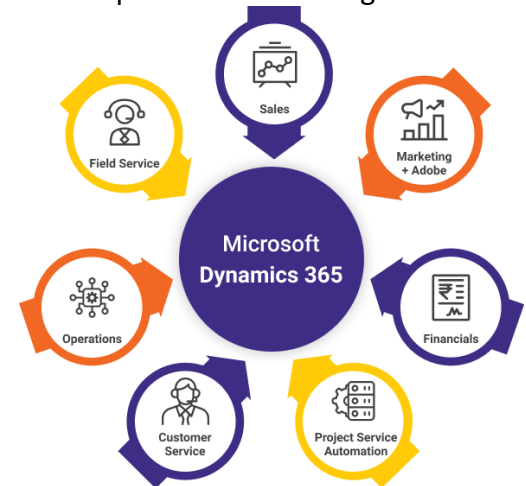 Sales
Marketing
+ Adobe
Field Service
Microsoft
Dynamics 365
Operations
₹
Financials
Customer
Service
Project Service
Automation